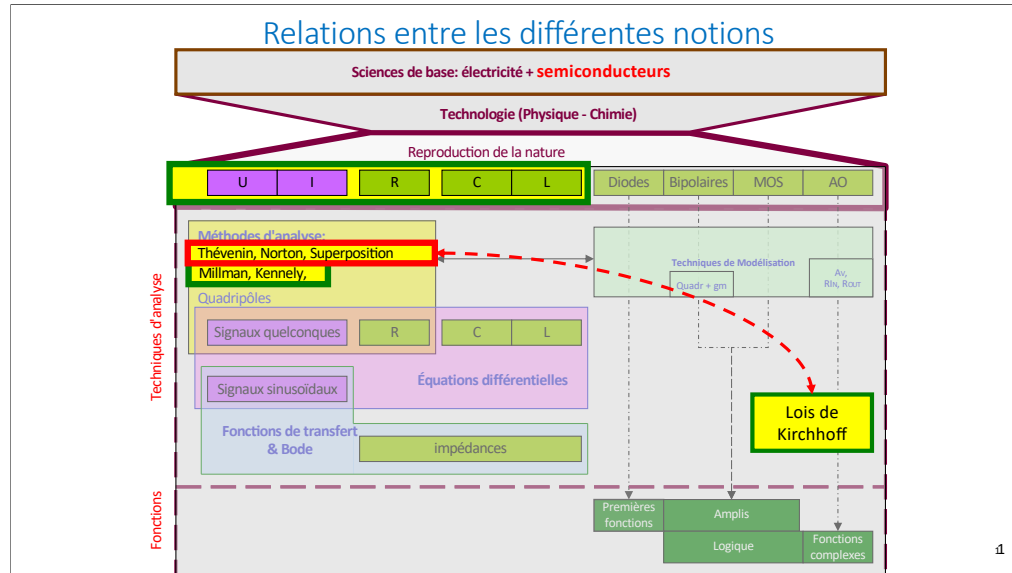 Relations entre les différentes notions
Sciences de base: électricité + semiconducteurs
Technologie (Physique - Chimie)
Reproduction de la nature
U I R C L Diodes Bipolaires MOS AO
Méthodes d'analyse:
Thévenin, Norton, Superposition
Millman, Kennely,
Quadripôles
Techniques de Modélisation
Quadr + gm
Av,
RIN, ROUT
Techniques d'analyse
Signaux quelconques R C L
Équations différentielles
Signaux sinusoïdaux
Lois de
Kirchhoff
Fonctions de transfert
& Bode
impédances
Fonctions
Premières
fonctions
Amplis
Logique
Fonctions
complexes